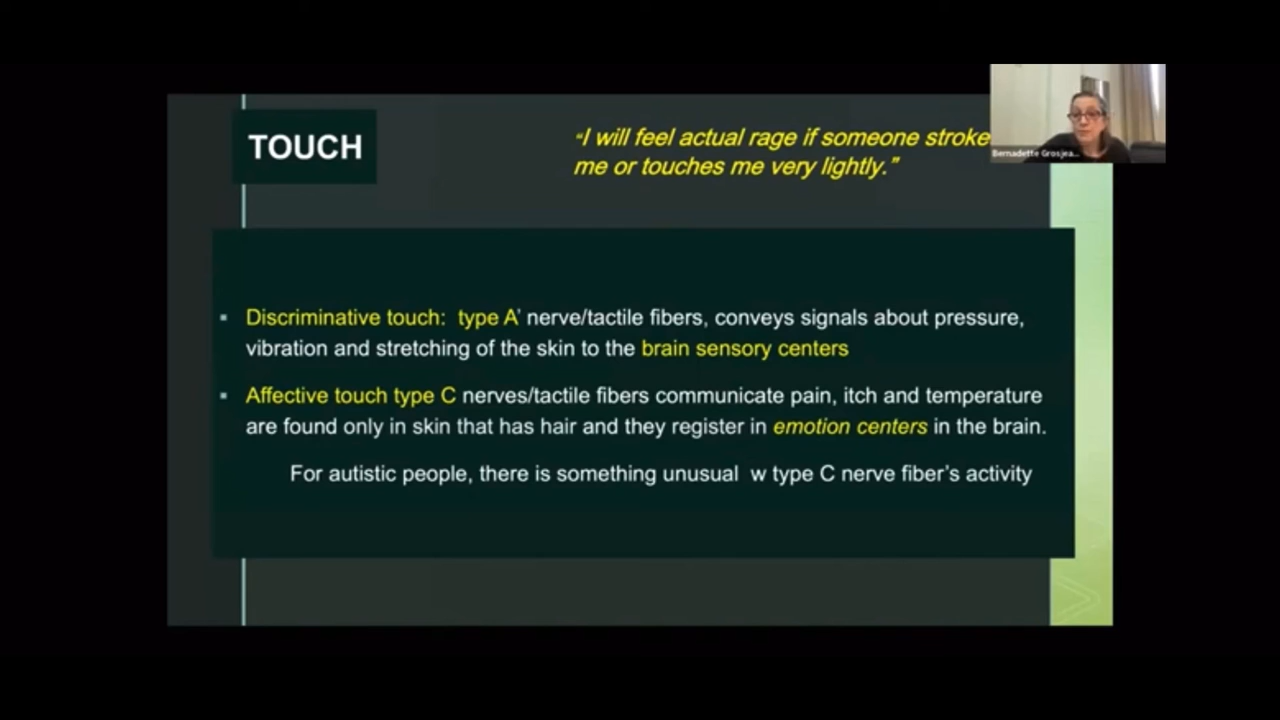 TOUCH
“I will feel actual rage if someone stroke
me or touches me very lightly.”
Bernadette Grosjea...
▪ Discriminative touch: type A’ nerve/tactile fibers, conveys signals about pressure,
vibration and stretching of the skin to the brain sensory centers
▪ Affective touch type C nerves/tactile fibers communicate pain, itch and temperature
are found only in skin that has hair and they register in emotion centers in the brain.
For autistic people, there is something unusual w type C nerve fiber’s activity